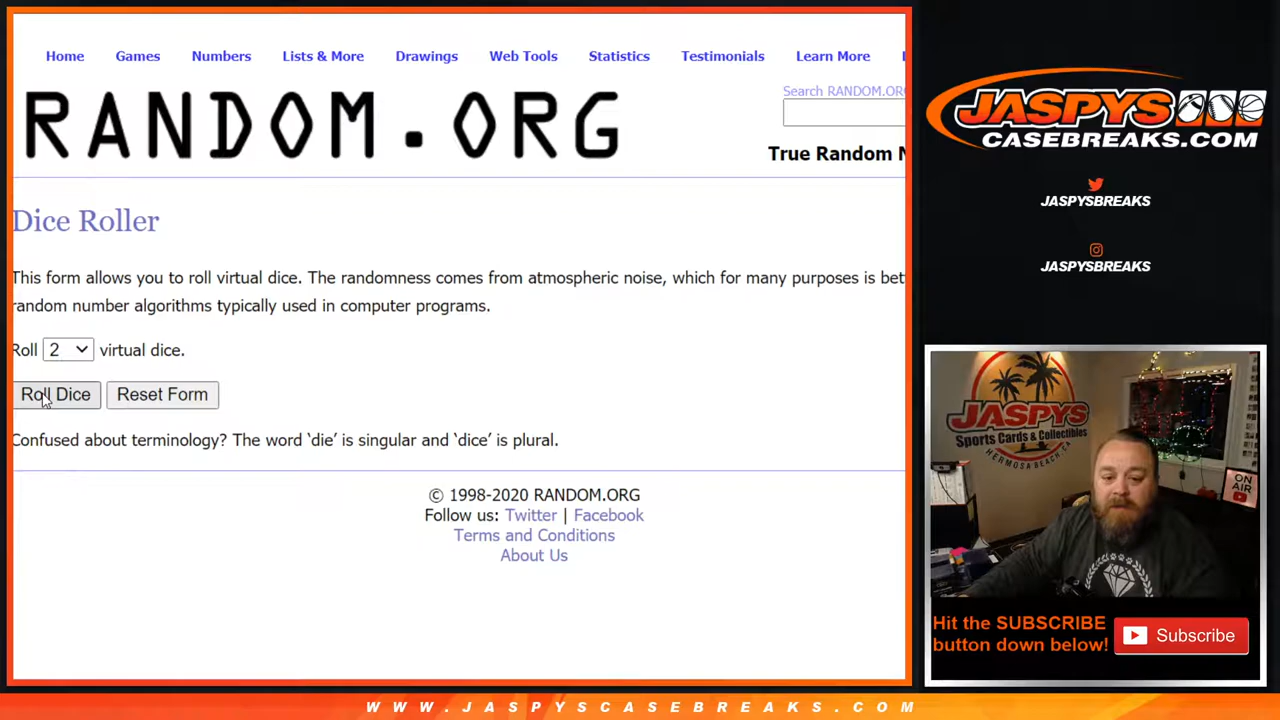 Home Games Numbers Lists & More Drawings Web Tools Statistics Testimonials Learn More
RANDOM.ORG
Search RANDOM.ORG
True Random N
Dice Roller
This form allows you to roll virtual dice. The randomness comes from atmospheric noise, which for many purposes is bet
random number algorithms typically used in computer programs.
Roll 2 virtual dice.
Roll Dice Reset Form
Confused about terminology? The word ‘die’ is singular and ‘dice’ is plural.
© 1998-2020 RANDOM.ORG
Follow us: Twitter | Facebook
Terms and Conditions
About Us
JASPYS
CASEBREAKS.COM
JASPYSBREAKS
JASPYSBREAKS
JASPYS
Sports Cards & Collectibles
HERMOSA BEACH, CA
ON
AIR
Hit the SUBSCRIBE
button down below!
Subscribe
WWW.JASPYSCASEBREAKS.COM